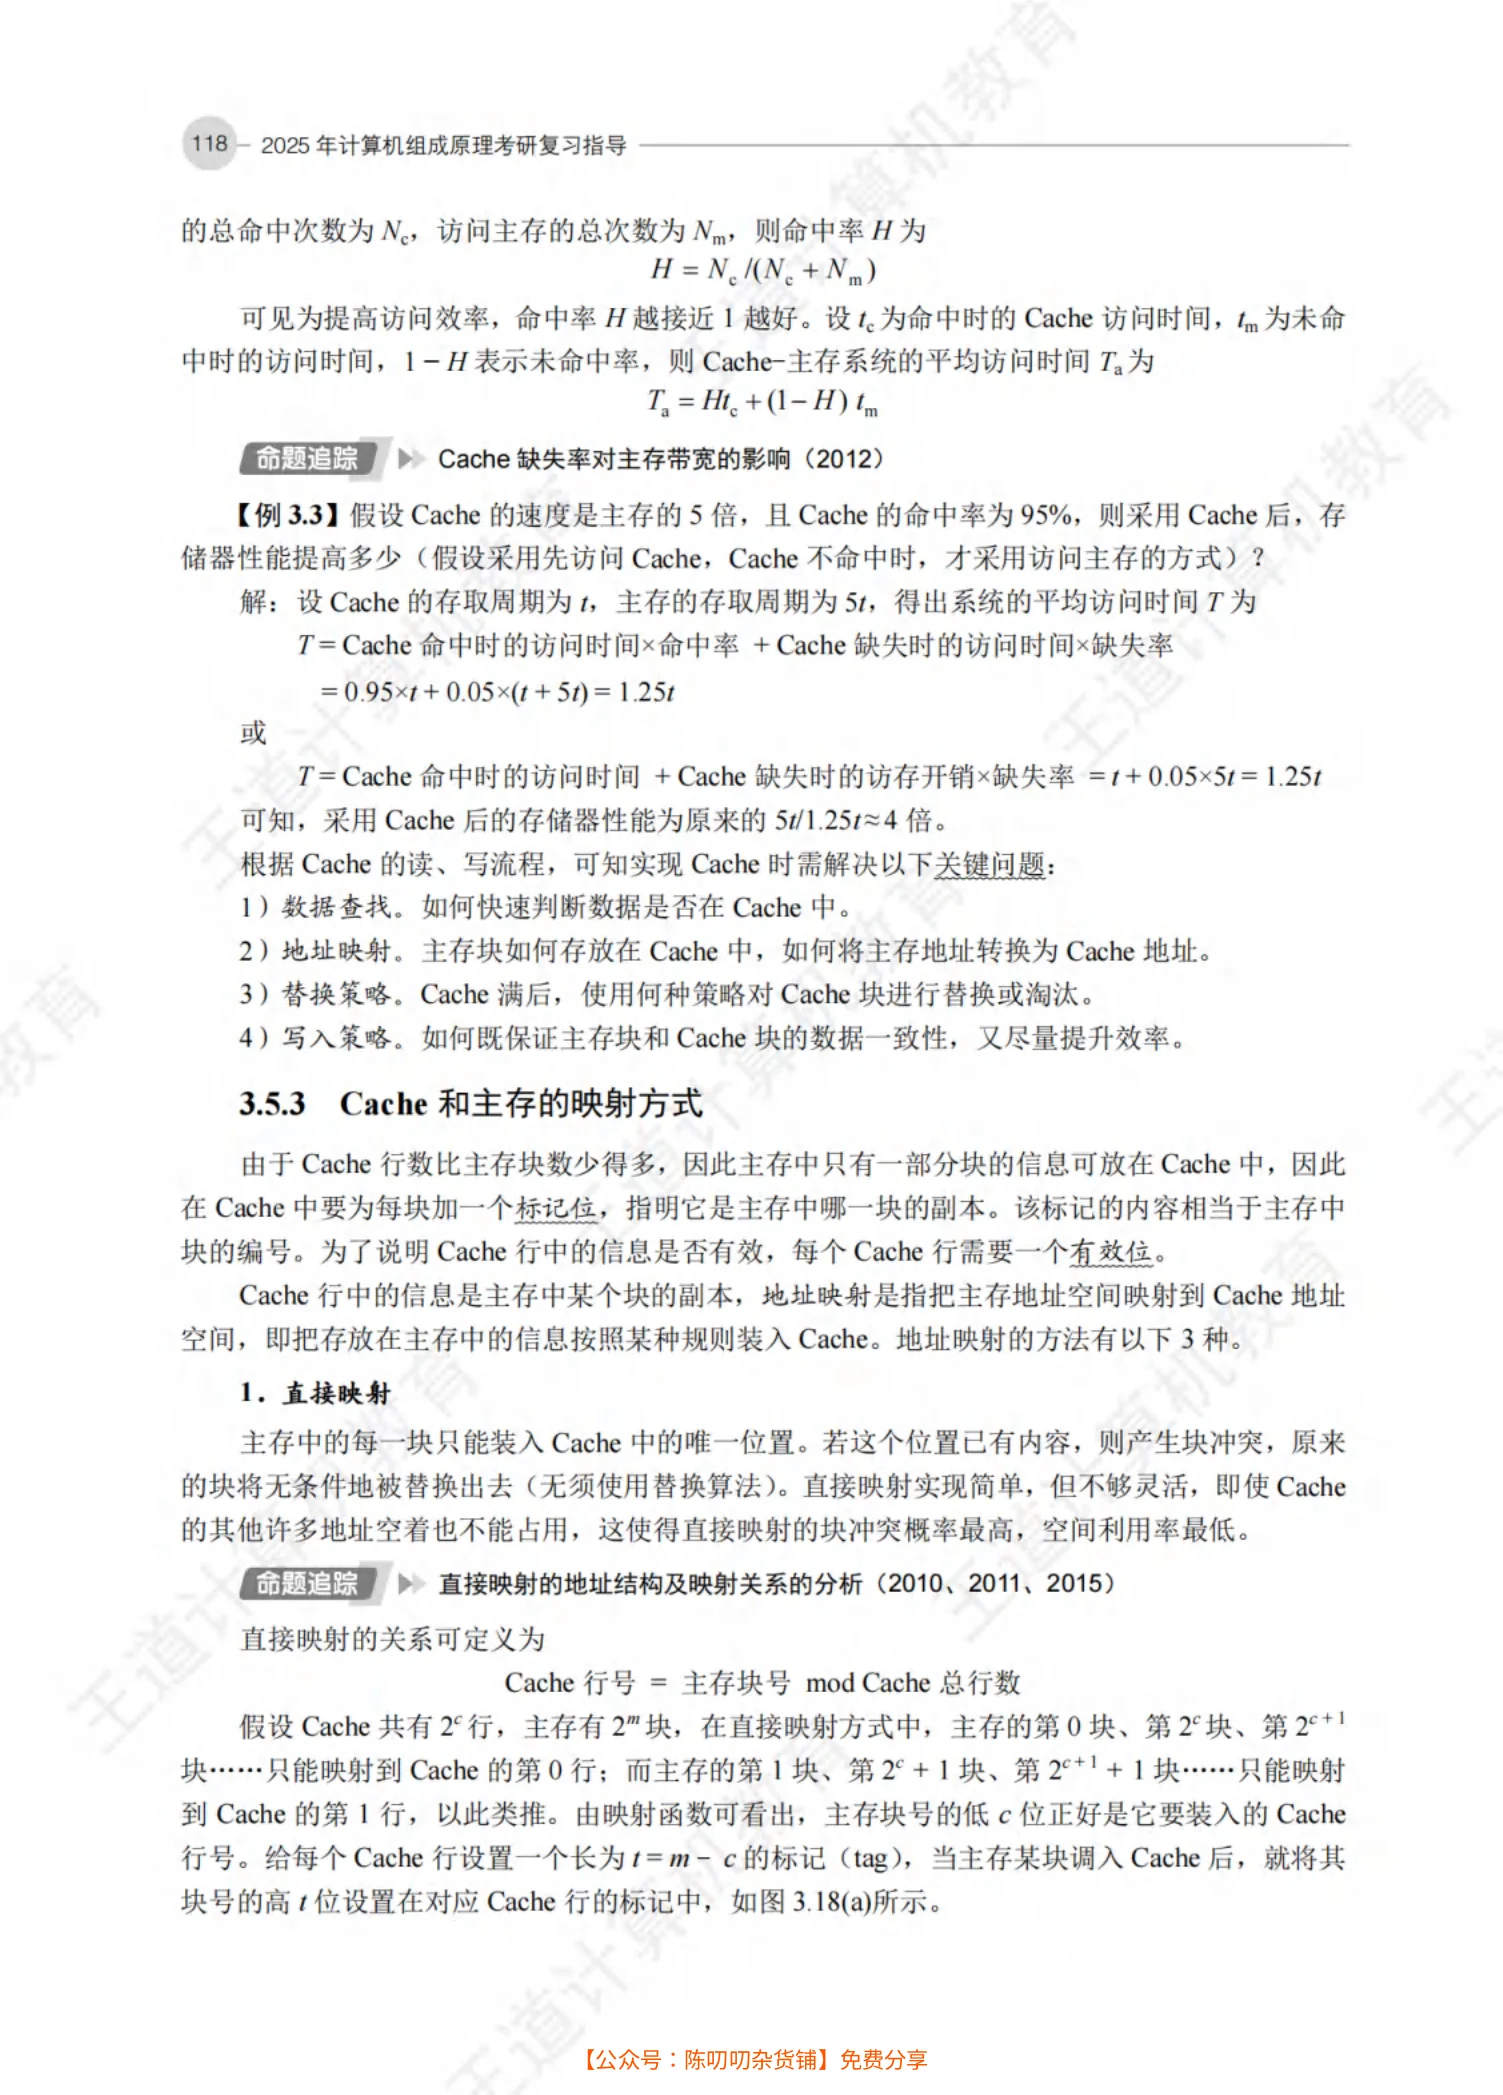 118 2025 年计算机组成原理考研复习指导
的总命中次数为 Nc，访问主存的总次数为 Nm，则命中率 H 为
H = Nc /(Nc + Nm)
可见为提高访问效率，命中率 H 越接近 1 越好。设 tc 为命中时的 Cache 访问时间，tm 为未命
中时的访问时间，1 − H 表示未命中率，则 Cache−主存系统的平均访问时间 Ta 为
Ta = Htc + (1 − H) tm
命题追踪 Cache 缺失率对主存带宽的影响（2012）
【例 3.3】假设 Cache 的速度是主存的 5 倍，且 Cache 的命中率为 95%，则采用 Cache 后，存
储器性能提高多少（假设采用先访问 Cache，Cache 不命中时，才采用访问主存的方式）？
解：设 Cache 的存取周期为 t，主存的存取周期为 5t，得出系统的平均访问时间 T 为
T = Cache 命中时的访问时间×命中率 + Cache 缺失时的访问时间×缺失率
= 0.95×t + 0.05×(t + 5t) = 1.25t
或
T = Cache 命中时的访问时间 + Cache 缺失时的访存开销×缺失率 = t + 0.05×5t = 1.25t
可知，采用 Cache 后的存储器性能为原来的 5t/1.25t≈4 倍。
根据 Cache 的读、写流程，可知实现 Cache 时需解决以下关键问题：
1）数据查找。如何快速判断数据是否在 Cache 中。
2）地址映射。主存块如何存放在 Cache 中，如何将主存地址转换为 Cache 地址。
3）替换策略。Cache 满后，使用何种策略对 Cache 块进行替换或淘汰。
4）写入策略。如何既保证主存块和 Cache 块的数据一致性，又尽量提升效率。
3.5.3 Cache 和主存的映射方式
由于 Cache 行数比主存块数少得多，因此主存中只有一部分块的信息可放在 Cache 中，因此
在 Cache 中要为每块加一个标记位，指明它是主存中哪一块的副本。该标记的内容相当于主存中
块的编号。为了说明 Cache 行中的信息是否有效，每个 Cache 行需要一个有效位。
Cache 行中的信息是主存中某个块的副本，地址映射是指把主存地址空间映射到 Cache 地址
空间，即把存放在主存中的信息按照某种规则装入 Cache。地址映射的方法有以下 3 种。
1．直接映射
主存中的每一块只能装入 Cache 中的唯一位置。若这个位置已有内容，则产生块冲突，原来
的块将无条件地被替换出去（无须使用替换算法）。直接映射实现简单，但不够灵活，即使 Cache
的其他许多地址空着也不能占用，这使得直接映射的块冲突概率最高，空间利用率最低。
命题追踪 直接映射的地址结构及映射关系的分析（2010、2011、2015）
直接映射的关系可定义为
Cache 行号 = 主存块号 mod Cache 总行数
假设 Cache 共有 2^c 行，主存有 2^m 块，在直接映射方式中，主存的第 0 块、第 2^c 块、第 2^(c+1)
块……只能映射到 Cache 的第 0 行；而主存的第 1 块、第 2^c + 1 块、第 2^(c+1) + 1 块……只能映射
到 Cache 的第 1 行，以此类推。由映射函数可看出，主存块号的低 c 位正好是它要装入的 Cache
行号。给每个 Cache 行设置一个长为 t = m − c 的标记（tag），当主存某块调入 Cache 后，就将其
块号的高 t 位设置在对应 Cache 行的标记中，如图 3.18(a)所示。
【公众号：陈叨叨杂货铺】免费分享
王道计算机教育